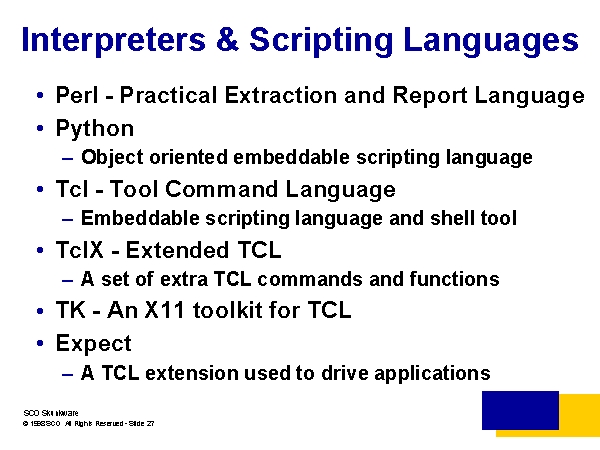 Interpreters & Scripting Languages
• Perl - Practical Extraction and Report Language
• Python
– Object oriented embeddable scripting language
• Tcl - Tool Command Language
– Embeddable scripting language and shell tool
• TclX - Extended TCL
– A set of extra TCL commands and functions
• TK - An X11 toolkit for TCL
• Expect
– A TCL extension used to drive applications
SCO Skunkware
© 1998 SCO All Rights Reserved - Slide 27